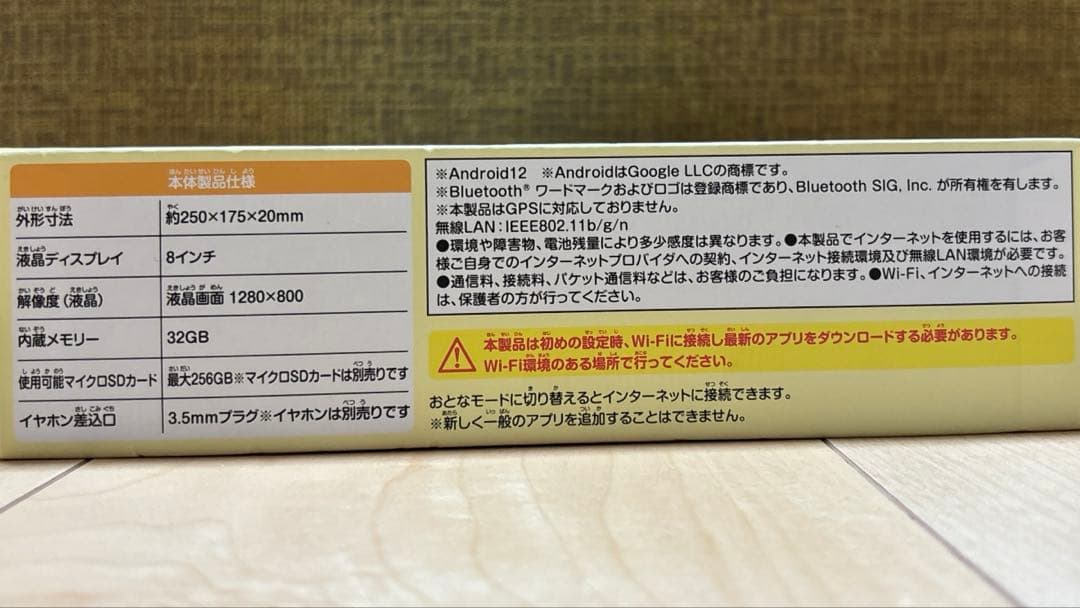 本体製品仕様
外形寸法 約250×175×20mm
液晶ディスプレイ 8インチ
解像度(液晶) 液晶画面 1280×800
内蔵メモリー 32GB
使用可能マイクロSDカード 最大256GB※マイクロSDカードは別売りです
イヤホン差込口 3.5mmプラグ※イヤホンは別売りです
※Android12 ※AndroidはGoogle LLCの商標です。
※Bluetooth® ワードマークおよびロゴは登録商標であり、Bluetooth SIG, Inc. が所有権を有します。
※本製品はGPSに対応しておりません。
無線LAN:IEEE802.11b/g/n
●環境や障害物、電池残量により多少感度は異なります。●本製品でインターネットを使用するには、お客
様ご自身でのインターネットプロバイダへの契約、インターネット接続環境及び無線LAN環境が必要です。
●通信料、接続料、パケット通信料などは、お客様のご負担になります。●Wi-Fi、インターネットへの接続
は、保護者の方が行ってください。
本製品は初めの設定時、Wi-Fiに接続し最新のアプリをダウンロードする必要があります。
Wi-Fi環境のある場所で行ってください。
おとなモードに切り替えるとインターネットに接続できます。
※新しく一般のアプリを追加することはできません。